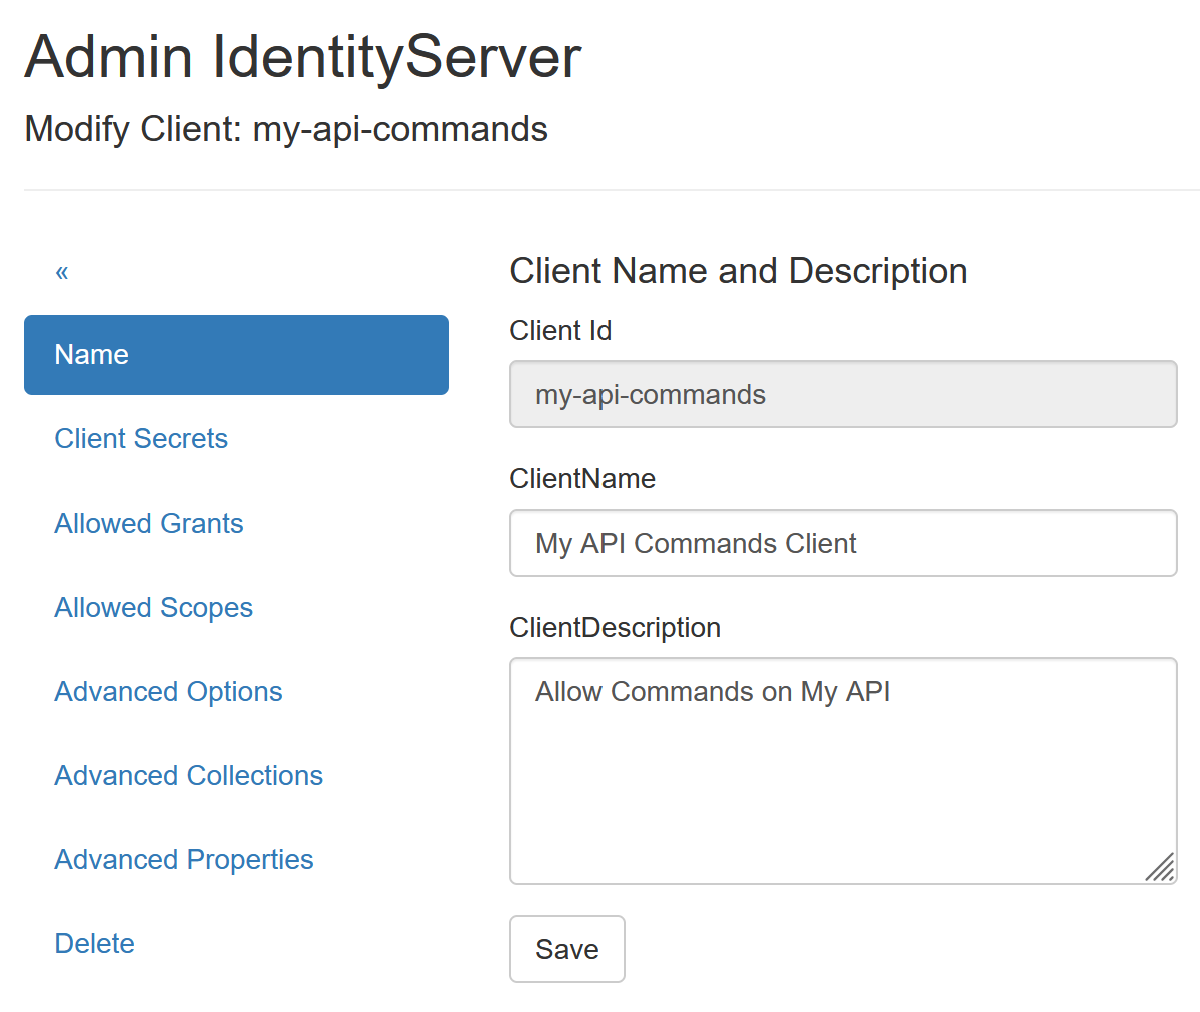 Admin IdentityServer
Modify Client: my-api-commands
«
Name
Client Secrets
Allowed Grants
Allowed Scopes
Advanced Options
Advanced Collections
Advanced Properties
Delete
Client Name and Description
Client Id
my-api-commands
ClientName
My API Commands Client
ClientDescription
Allow Commands on My API
Save